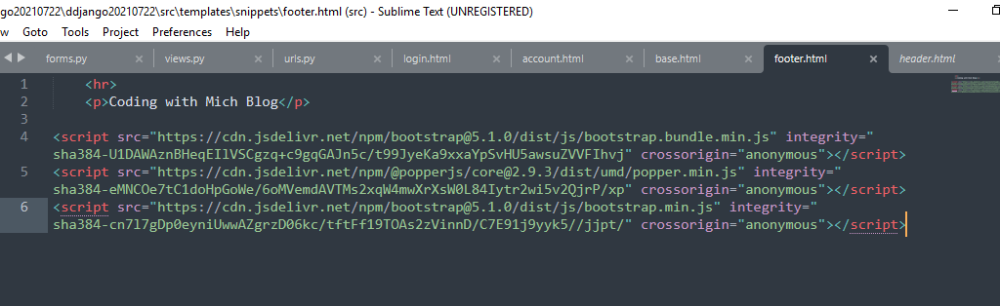 go20210722\ddjango20210722\src\templates\snippets\footer.html (src) - Sublime Text (UNREGISTERED)
w Goto Tools Project Preferences Help
forms.py views.py urls.py login.html account.html base.html footer.html header.html
1 <hr>
2 <p>Coding with Mich Blog</p>
3
4 <script src="https://cdn.jsdelivr.net/npm/bootstrap@5.1.0/dist/js/bootstrap.bundle.min.js" integrity="
sha384-U1DAWAznBHeqEIlVSCgzq+c9gqGAJn5c/t99JyeKa9xxaYpSvHU5awsuZVVFIhvj" crossorigin="anonymous"></script>
5 <script src="https://cdn.jsdelivr.net/npm/@popperjs/core@2.9.3/dist/umd/popper.min.js" integrity="
sha384-eMNCOe7tC1doHpGoWe/6oMVemdAVTMs2xqW4mwXrXsW0L84Iytr2wi5v2QjrP/xp" crossorigin="anonymous"></script>
6 <script src="https://cdn.jsdelivr.net/npm/bootstrap@5.1.0/dist/js/bootstrap.min.js" integrity="
sha384-cn7l7gDp0eyniUwwAZgrzD06kc/tftFf19TOAs2zVinnD/C7E91j9yyk5//jjpt/" crossorigin="anonymous"></script>